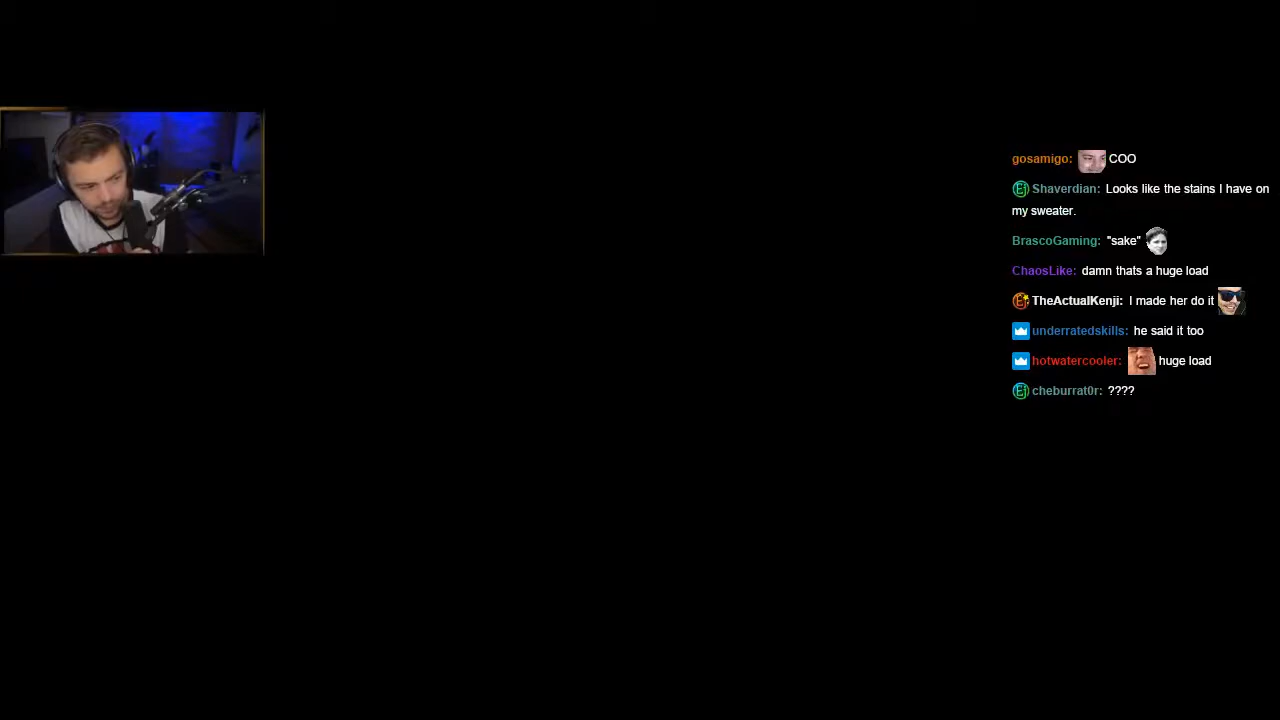 gosamigo: COO
Shaverdian: Looks like the stains I have on
my sweater.
BrascoGaming: "sake"
ChaosLike: damn thats a huge load
TheActualKenji: I made her do it
underratedskills: he said it too
hotwatercooler: huge load
cheburrat0r: ????